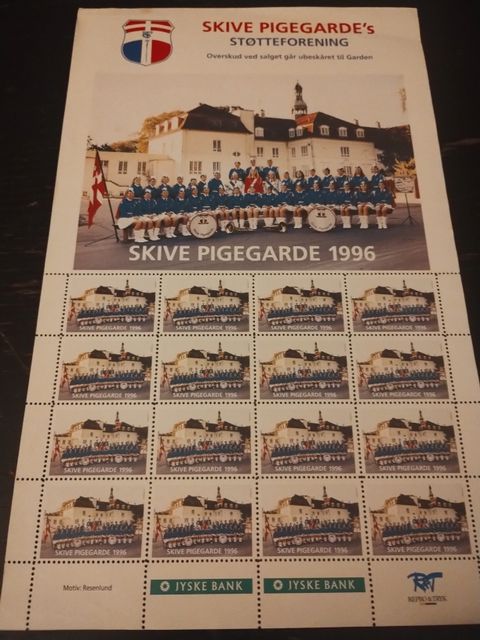 SKIVE PIGEGARDE's
STØTTEFORENING
Overskud ved salget går ubeskåret til Garden
SKIVE PIGEGARDE 1996
SKIVE PIGEGARDE 1996 SKIVE PIGEGARDE 1996 SKIVE PIGEGARDE 1996 SKIVE PIGEGARDE 1996
SKIVE PIGEGARDE 1996 SKIVE PIGEGARDE 1996 SKIVE PIGEGARDE 1996 SKIVE PIGEGARDE 1996
SKIVE PIGEGARDE 1996 SKIVE PIGEGARDE 1996 SKIVE PIGEGARDE 1996 SKIVE PIGEGARDE 1996
SKIVE PIGEGARDE 1996 SKIVE PIGEGARDE 1996 SKIVE PIGEGARDE 1996 SKIVE PIGEGARDE 1996
Motiv: Resenlund JYSKE BANK JYSKE BANK
REPRO & TRYK